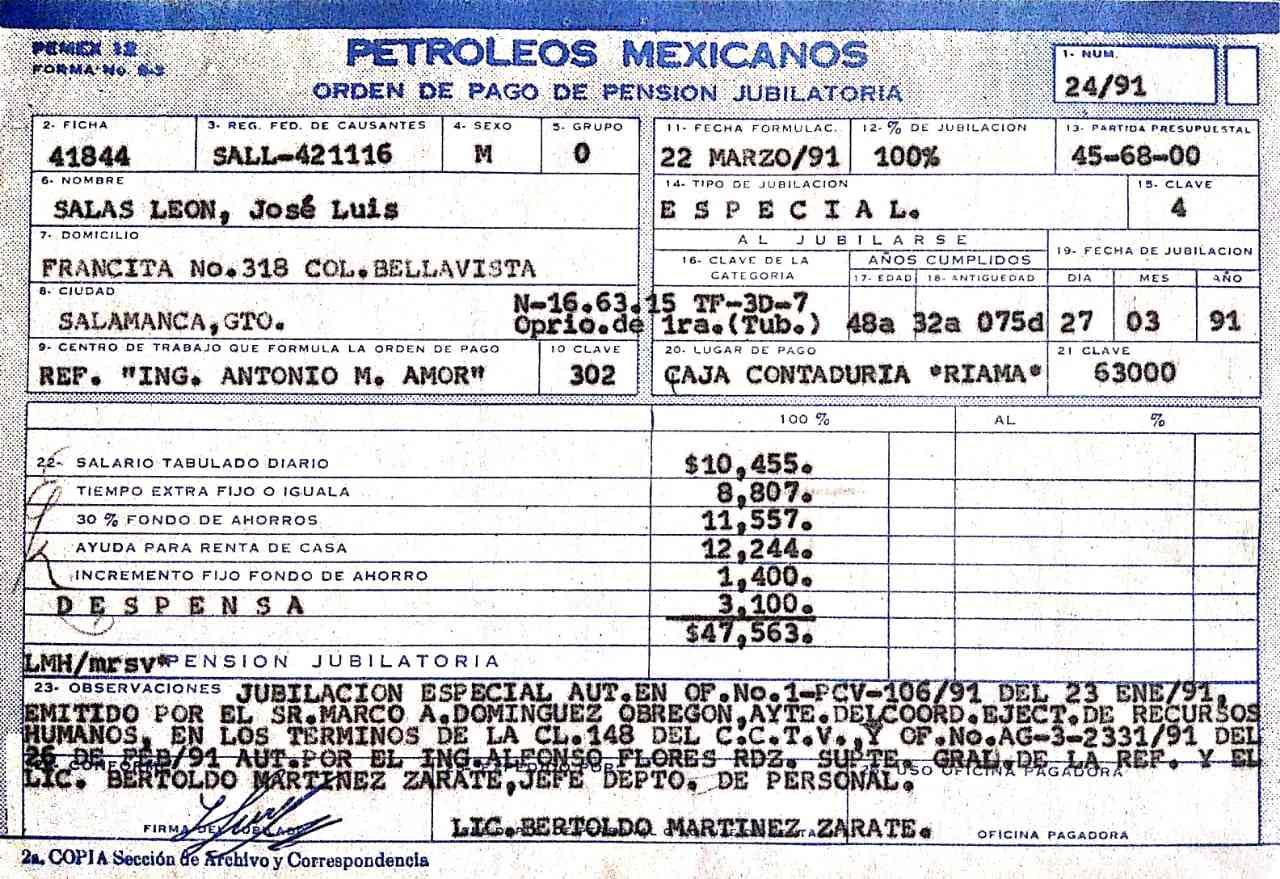 PEMEX 12
FORMA No. 6-3
PETROLEOS MEXICANOS
ORDEN DE PAGO DE PENSION JUBILATORIA
1- NUM.
24/91
2- FICHA
41844
3- REG. FED. DE CAUSANTES
SALL-421116
4- SEXO
M
5- GRUPO
0
11- FECHA FORMULAC.
22 MARZO/91
12- % DE JUBILACION
100%
13- PARTIDA PRESUPUESTAL
45-68-00
6- NOMBRE
SALAS LEON, José Luis
14- TIPO DE JUBILACION
E S P E C I A L.
15- CLAVE
4
7- DOMICILIO
FRANCITA No.318 COL.BELLAVISTA
AL JUBILARSE
16- CLAVE DE LA CATEGORIA
AÑOS CUMPLIDOS
17- EDAD
18- ANTIGUEDAD
19- FECHA DE JUBILACION
DIA
MES
AÑO
8- CIUDAD
SALAMANCA,GTO.
N-16.63.15 TF-3D-7
Oprio.de 1ra.(Tub.)
48a
32a 075d
27
03
91
9- CENTRO DE TRABAJO QUE FORMULA LA ORDEN DE PAGO
REF. "ING. ANTONIO M. AMOR"
10 CLAVE
302
20- LUGAR DE PAGO
CAJA CONTADURIA *RIAMA*
21 CLAVE
63000
100 %
AL %
22- SALARIO TABULADO DIARIO $10,455.
TIEMPO EXTRA FIJO O IGUALA 8,807.
30 % FONDO DE AHORROS 11,557.
AYUDA PARA RENTA DE CASA 12,244.
INCREMENTO FIJO FONDO DE AHORRO 1,400.
D E S P E N S A 3,100.
$47,563.
LMH/mrsv*PENSION JUBILATORIA
23- OBSERVACIONES JUBILACION ESPECIAL AUT.EN OF.No.1-PCV-106/91 DEL 23 ENE/91,
EMITIDO POR EL SR.MARCO A.DOMINGUEZ OBREGON,AYTE.DELCOORD.EJECT.DE RECURSOS
HUMANOS, EN LOS TERMINOS DE LA CL.148 DEL C.C.T.V.,Y OF.No.AG-3-2331/91 DEL
26 DE FEB/91 AUT.POR EL ING.ALFONSO FLORES RDZ. SUPTE. GRAL.DE LA REF. Y EL
CONFORME
USO OFICINA PAGADORA
LIC. BERTOLDO MARTINEZ ZARATE,JEFE DEPTO. DE PERSONAL.
FIRMA DEL JUBILADO
LIC.BERTOLDO MARTINEZ ZARATE.
OFICINA PAGADORA
2a. COPIA Sección de Archivo y Correspondencia